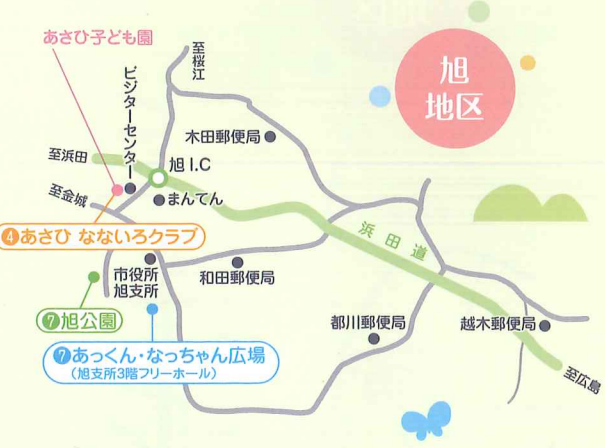 あさひ子ども園
至桜江
旭
地区
ビジターセンター
木田郵便局
至浜田
旭 I.C
至金城
まんてん
❹あさひ なないろクラブ
浜田道
市役所
旭支所
和田郵便局
❼旭公園
都川郵便局
越木郵便局
❼あっくん・なっちゃん広場
(旭支所3階フリーホール)
至広島